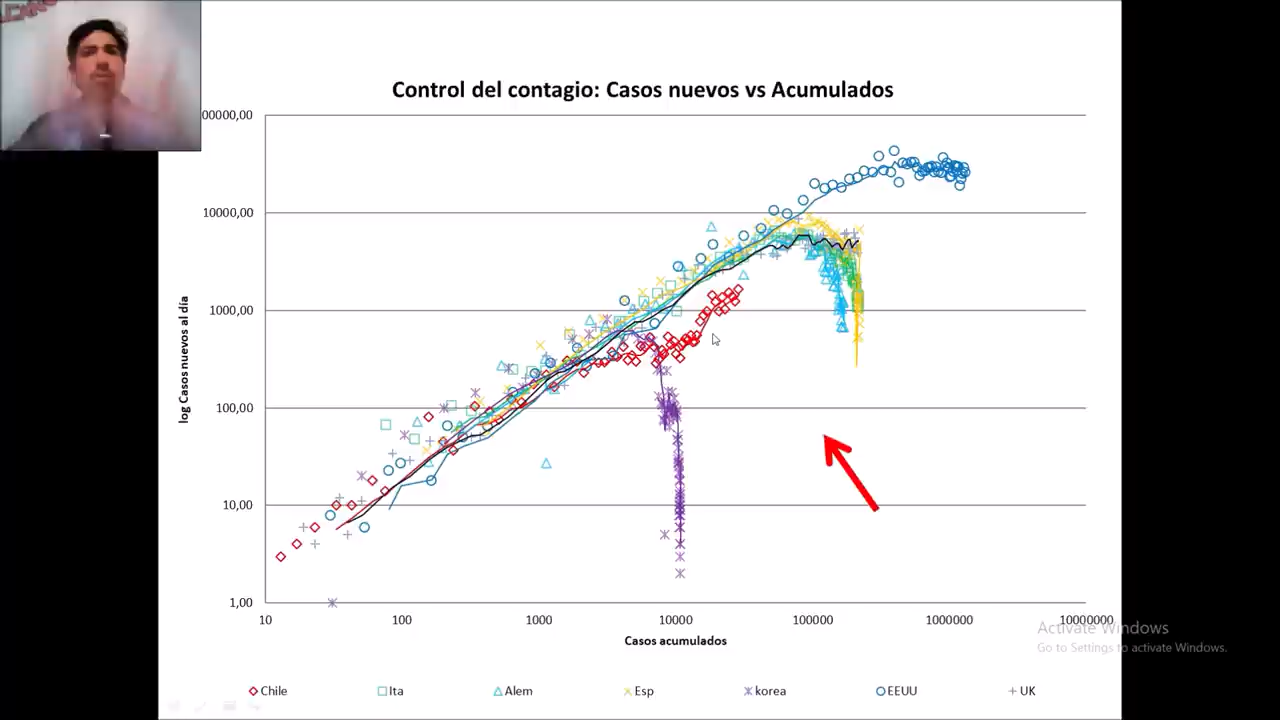 Control del contagio: Casos nuevos vs Acumulados
00000,00
10000,00
1000,00
100,00
10,00
1,00
log Casos nuevos al día
10 100 1000 10000 100000 1000000 10000000
Casos acumulados
Activate Windows
Go to Settings to activate Windows.
Chile Ita Alem Esp korea EEUU UK